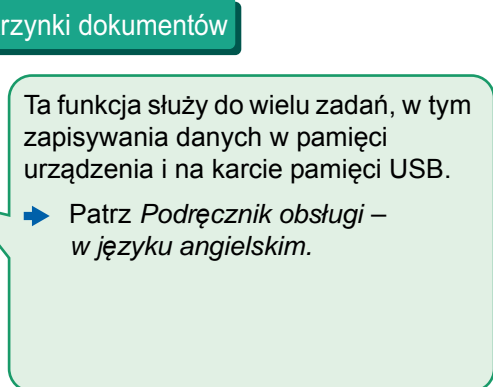 rzynki dokumentów
Ta funkcja służy do wielu zadań, w tym
zapisywania danych w pamięci
urządzenia i na karcie pamięci USB.
Patrz Podręcznik obsługi –
w języku angielskim.